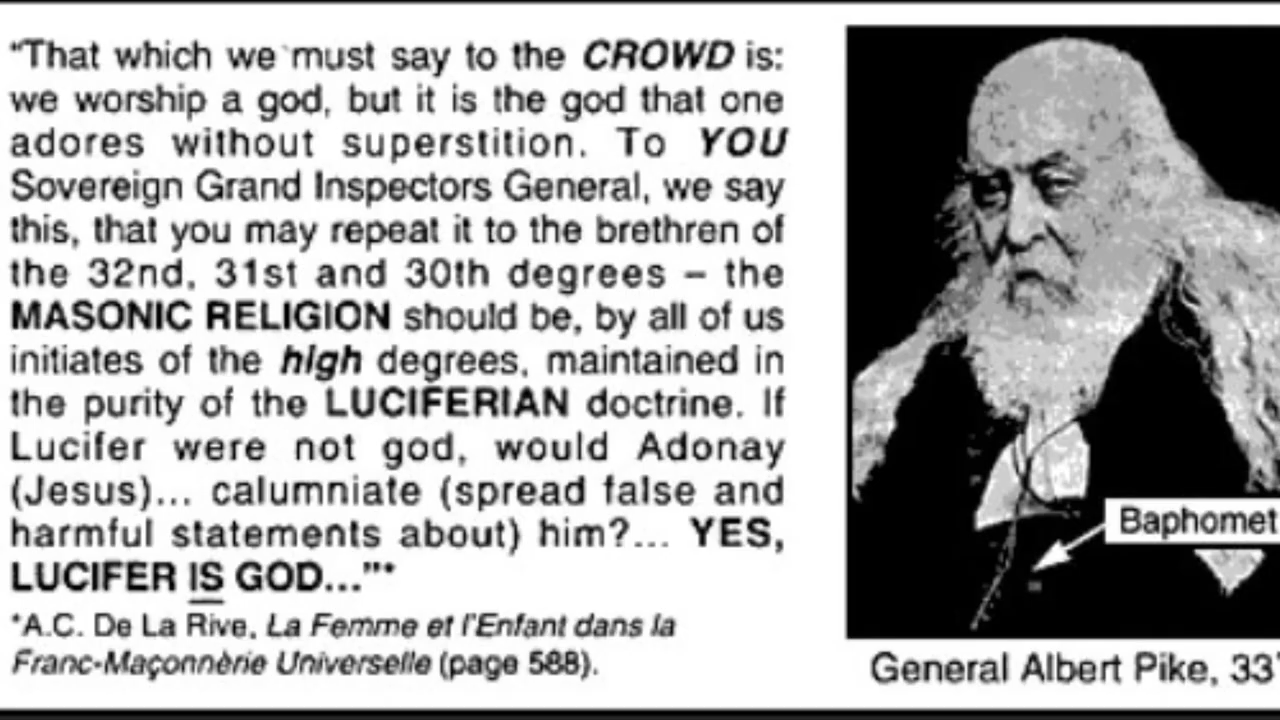 "That which we must say to the CROWD is:
we worship a god, but it is the god that one
adores without superstition. To YOU
Sovereign Grand Inspectors General, we say
this, that you may repeat it to the brethren of
the 32nd, 31st and 30th degrees – the
MASONIC RELIGION should be, by all of us
initiates of the high degrees, maintained in
the purity of the LUCIFERIAN doctrine. If
Lucifer were not god, would Adonay
(Jesus)... calumniate (spread false and
harmful statements about) him?... YES,
LUCIFER IS GOD..."*
*A.C. De La Rive, La Femme et l'Enfant dans la
Franc-Maçonnèrie Universelle (page 588).
Baphomet
General Albert Pike, 33°